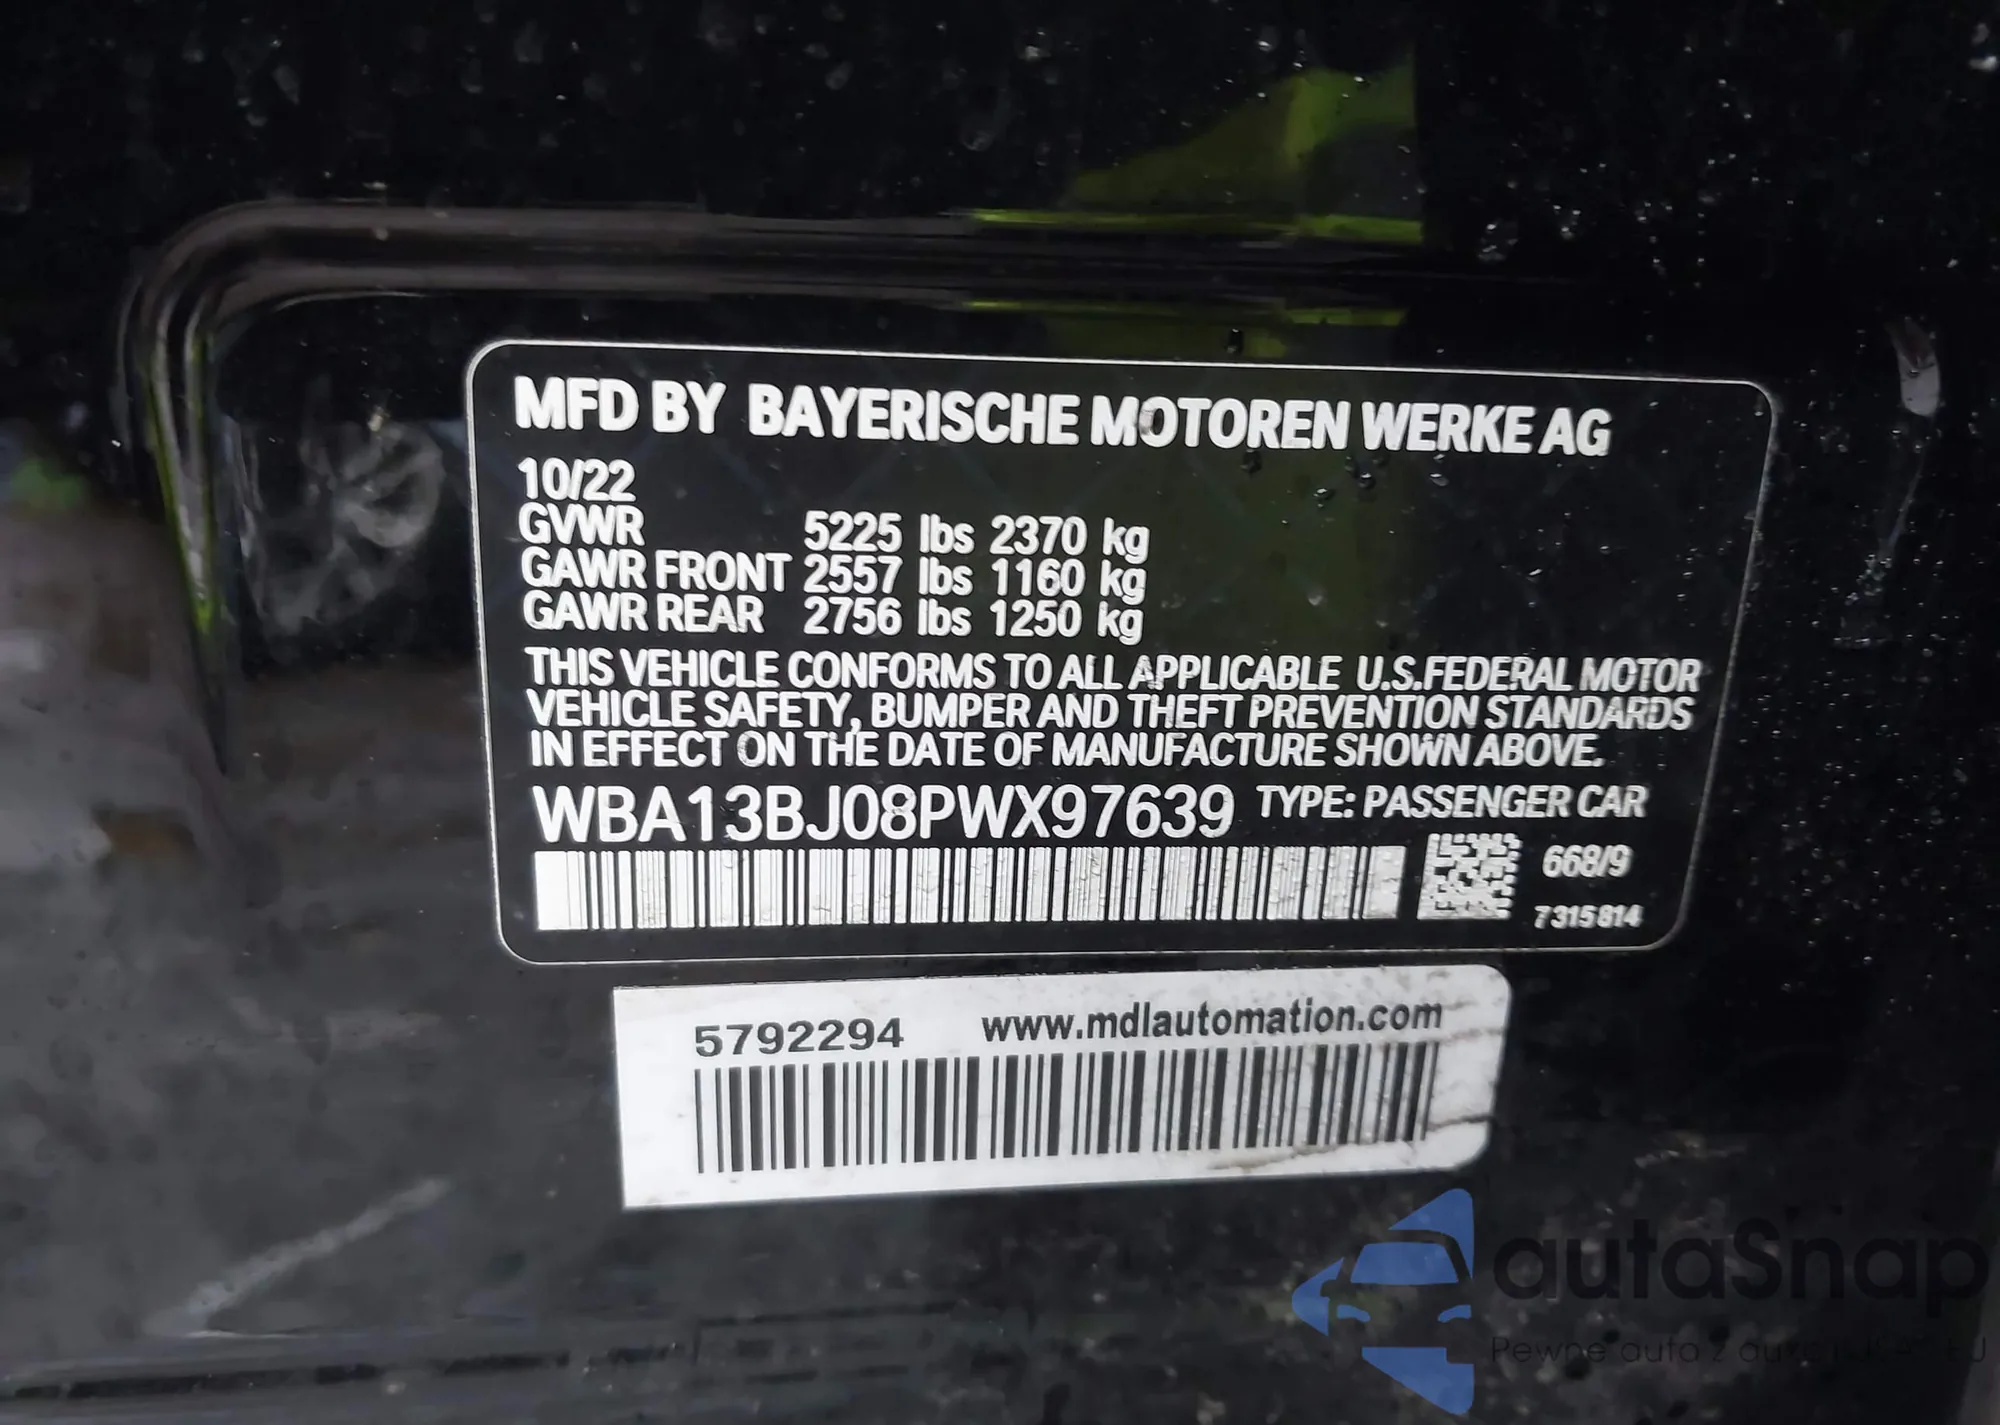 MFD BY BAYERISCHE MOTOREN WERKE AG
10/22
GVWR 5225 lbs 2370 kg
GAWR FRONT 2557 lbs 1160 kg
GAWR REAR 2756 lbs 1250 kg
THIS VEHICLE CONFORMS TO ALL APPLICABLE U.S.FEDERAL MOTOR
VEHICLE SAFETY, BUMPER AND THEFT PREVENTION STANDARDS
IN EFFECT ON THE DATE OF MANUFACTURE SHOWN ABOVE.
WBA13BJ08PWX97639 TYPE: PASSENGER CAR
668/9
7315814
5792294 www.mdlautomation.com
autaSnap
Pewne auta z